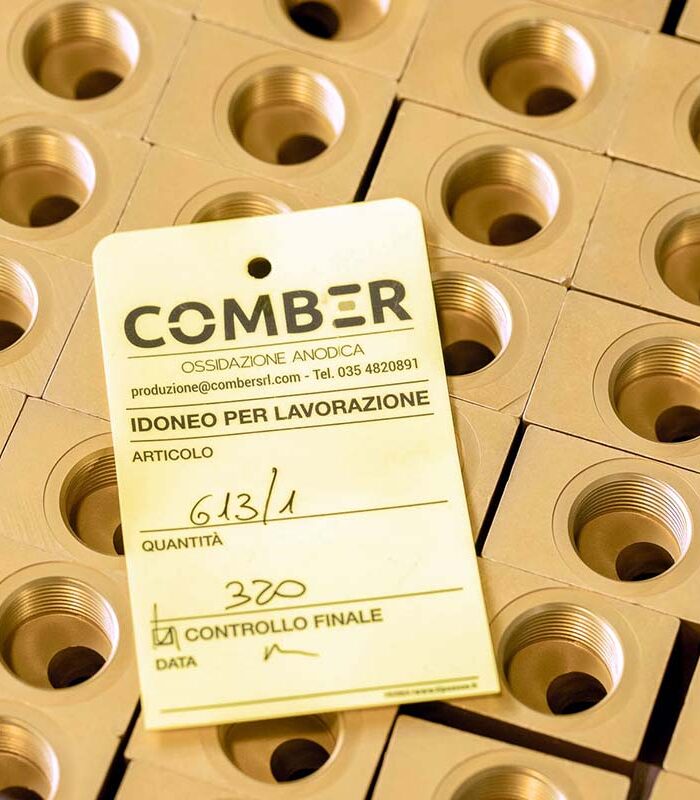 COMBER
OSSIDAZIONE ANODICA
produzione@combersrl.com - Tel. 035 4820891
IDONEO PER LAVORAZIONE
ARTICOLO
613/1
QUANTITÀ
320
CONTROLLO FINALE
DATA